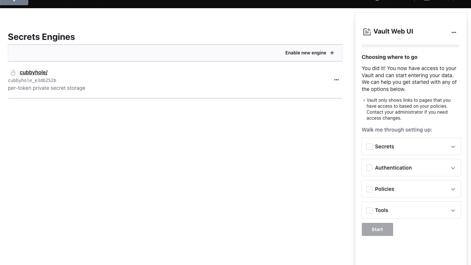 Secrets Engines
Enable new engine +
cubbyhole/
per-token private secret storage
Vault Web UI
Choosing where to go
You did it! You now have access to your
Vault and can start entering your data.
We can help you get started with any of
the options below.
• Vault only shows links to pages that you
have access to based on your policies.
Contact your administrator if you need
access changes.
Walk me through setting up:
Secrets
Authentication
Policies
Tools
Start